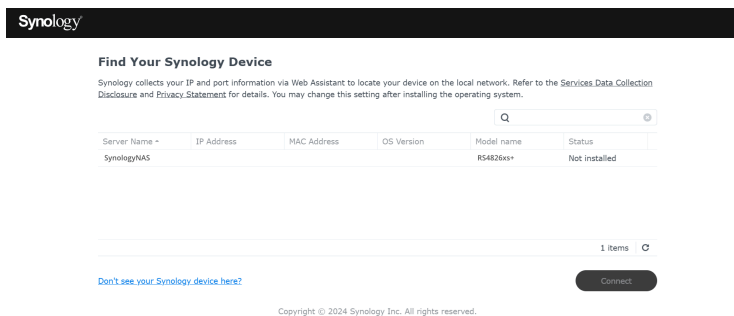 Synology®
Find Your Synology Device
Synology collects your IP and port information via Web Assistant to locate your device on the local network. Refer to the Services Data Collection
Disclosure and Privacy Statement for details. You may change this setting after installing the operating system.
Server Name IP Address MAC Address OS Version Model name Status
SynologyNAS RS4826xs+ Not installed
1 items
Don't see your Synology device here? Connect
Copyright © 2024 Synology Inc. All rights reserved.